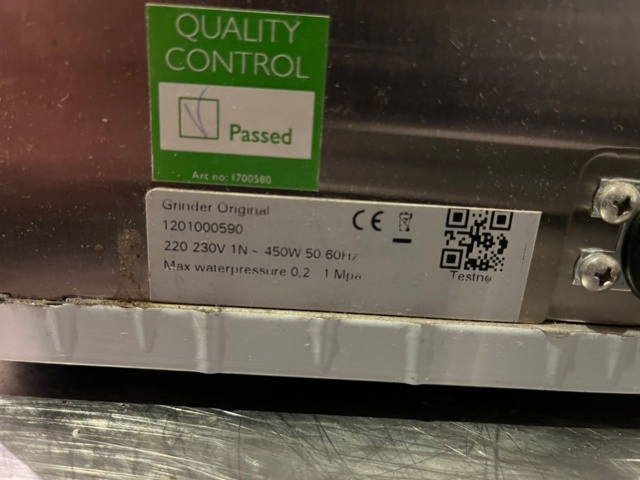 QUALITY
CONTROL
Passed
Art no: 1700580
Grinder Original
1201000590
220 230V 1N ~ 450W 50 60Hz
Max waterpressure 0,2 1 Mpa
CE
Testno